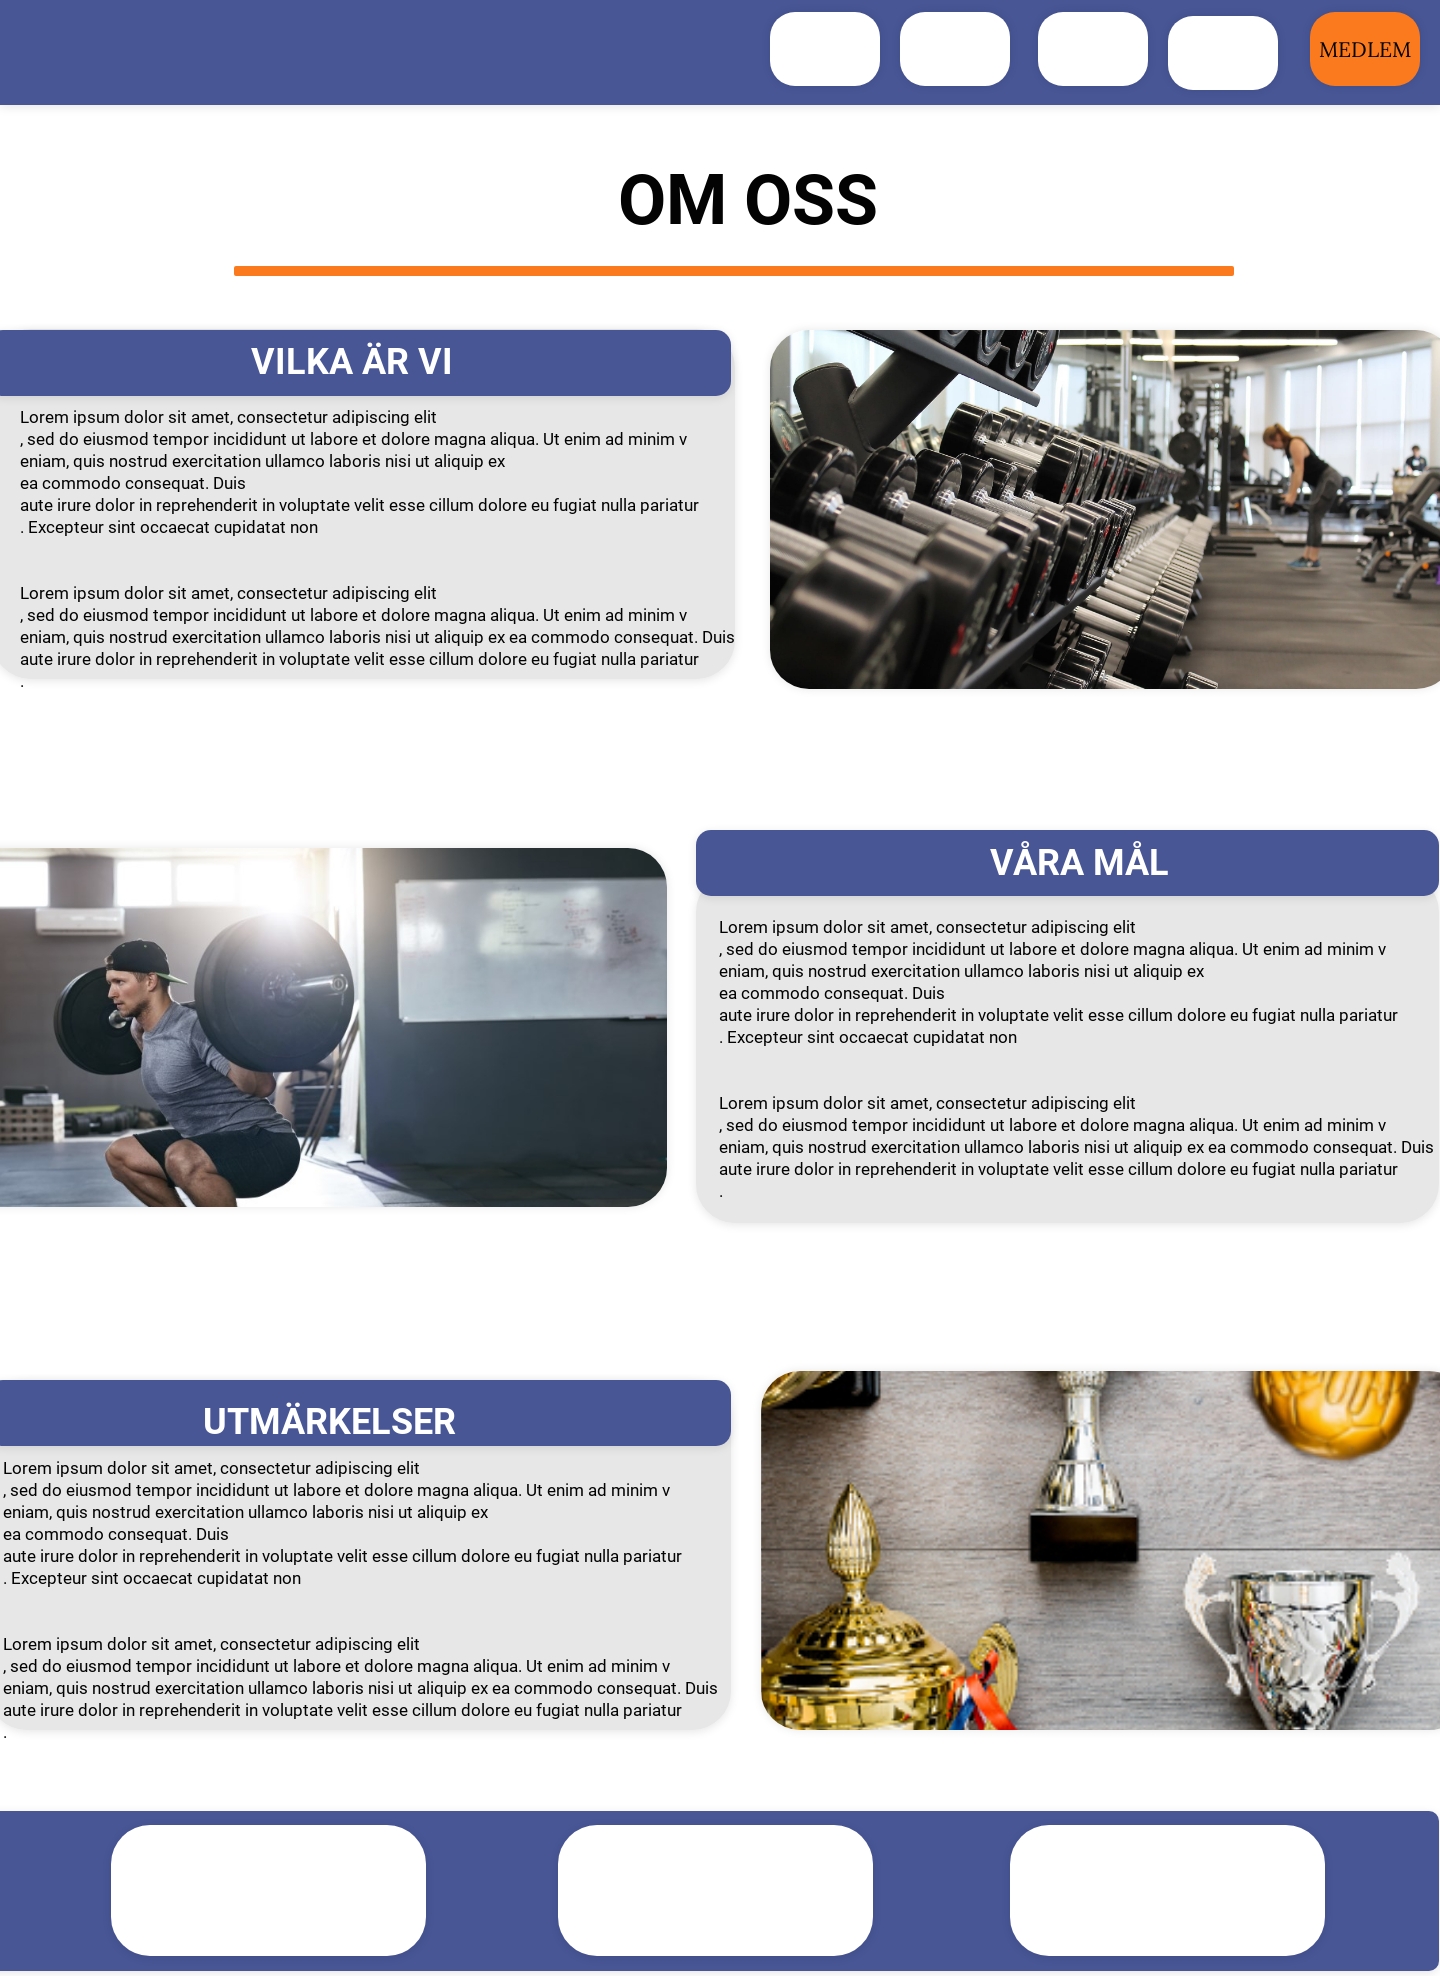 MEDLEM
OM OSS
VILKA ÄR VI
Lorem ipsum dolor sit amet, consectetur adipiscing elit
, sed do eiusmod tempor incididunt ut labore et dolore magna aliqua. Ut enim ad minim v
eniam, quis nostrud exercitation ullamco laboris nisi ut aliquip ex
ea commodo consequat. Duis
aute irure dolor in reprehenderit in voluptate velit esse cillum dolore eu fugiat nulla pariatur
. Excepteur sint occaecat cupidatat non
Lorem ipsum dolor sit amet, consectetur adipiscing elit
, sed do eiusmod tempor incididunt ut labore et dolore magna aliqua. Ut enim ad minim v
eniam, quis nostrud exercitation ullamco laboris nisi ut aliquip ex ea commodo consequat. Duis
aute irure dolor in reprehenderit in voluptate velit esse cillum dolore eu fugiat nulla pariatur
.
VÅRA MÅL
Lorem ipsum dolor sit amet, consectetur adipiscing elit
, sed do eiusmod tempor incididunt ut labore et dolore magna aliqua. Ut enim ad minim v
eniam, quis nostrud exercitation ullamco laboris nisi ut aliquip ex
ea commodo consequat. Duis
aute irure dolor in reprehenderit in voluptate velit esse cillum dolore eu fugiat nulla pariatur
. Excepteur sint occaecat cupidatat non
Lorem ipsum dolor sit amet, consectetur adipiscing elit
, sed do eiusmod tempor incididunt ut labore et dolore magna aliqua. Ut enim ad minim v
eniam, quis nostrud exercitation ullamco laboris nisi ut aliquip ex ea commodo consequat. Duis
aute irure dolor in reprehenderit in voluptate velit esse cillum dolore eu fugiat nulla pariatur
.
UTMÄRKELSER
Lorem ipsum dolor sit amet, consectetur adipiscing elit
, sed do eiusmod tempor incididunt ut labore et dolore magna aliqua. Ut enim ad minim v
eniam, quis nostrud exercitation ullamco laboris nisi ut aliquip ex
ea commodo consequat. Duis
aute irure dolor in reprehenderit in voluptate velit esse cillum dolore eu fugiat nulla pariatur
. Excepteur sint occaecat cupidatat non
Lorem ipsum dolor sit amet, consectetur adipiscing elit
, sed do eiusmod tempor incididunt ut labore et dolore magna aliqua. Ut enim ad minim v
eniam, quis nostrud exercitation ullamco laboris nisi ut aliquip ex ea commodo consequat. Duis
aute irure dolor in reprehenderit in voluptate velit esse cillum dolore eu fugiat nulla pariatur
.